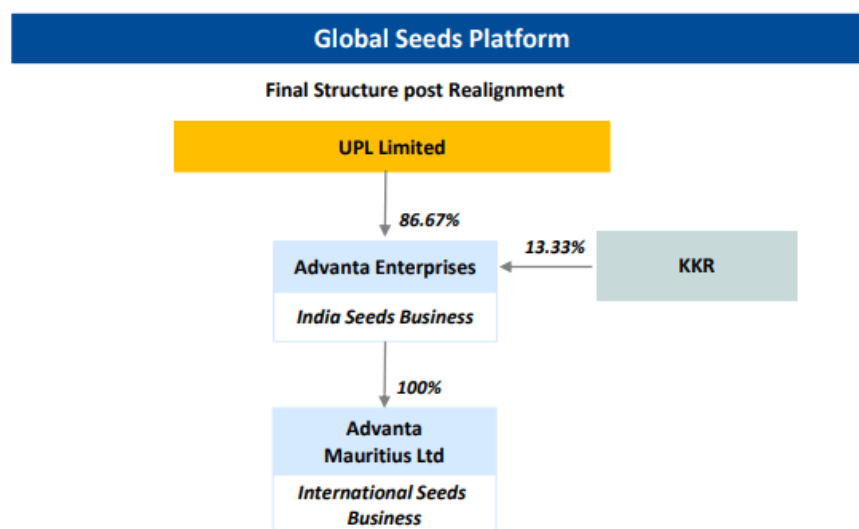 Global Seeds Platform
Final Structure post Realignment
UPL Limited
86.67%
13.33%
Advanta Enterprises
KKR
India Seeds Business
100%
Advanta
Mauritius Ltd
International Seeds
Business